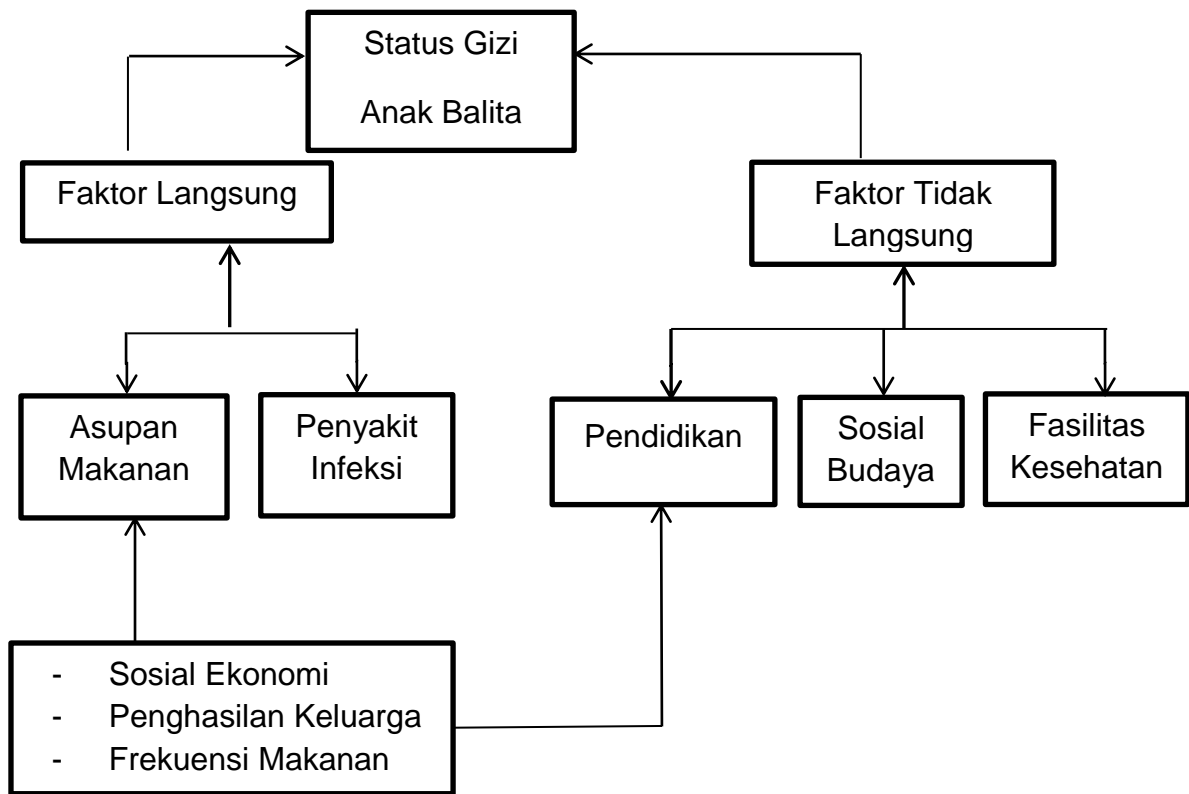 Status Gizi
Anak Balita
Faktor Langsung
Faktor Tidak
Langsung
Asupan
Makanan
Penyakit
Infeksi
Pendidikan
Sosial
Budaya
Fasilitas
Kesehatan
- Sosial Ekonomi
- Penghasilan Keluarga
- Frekuensi Makanan